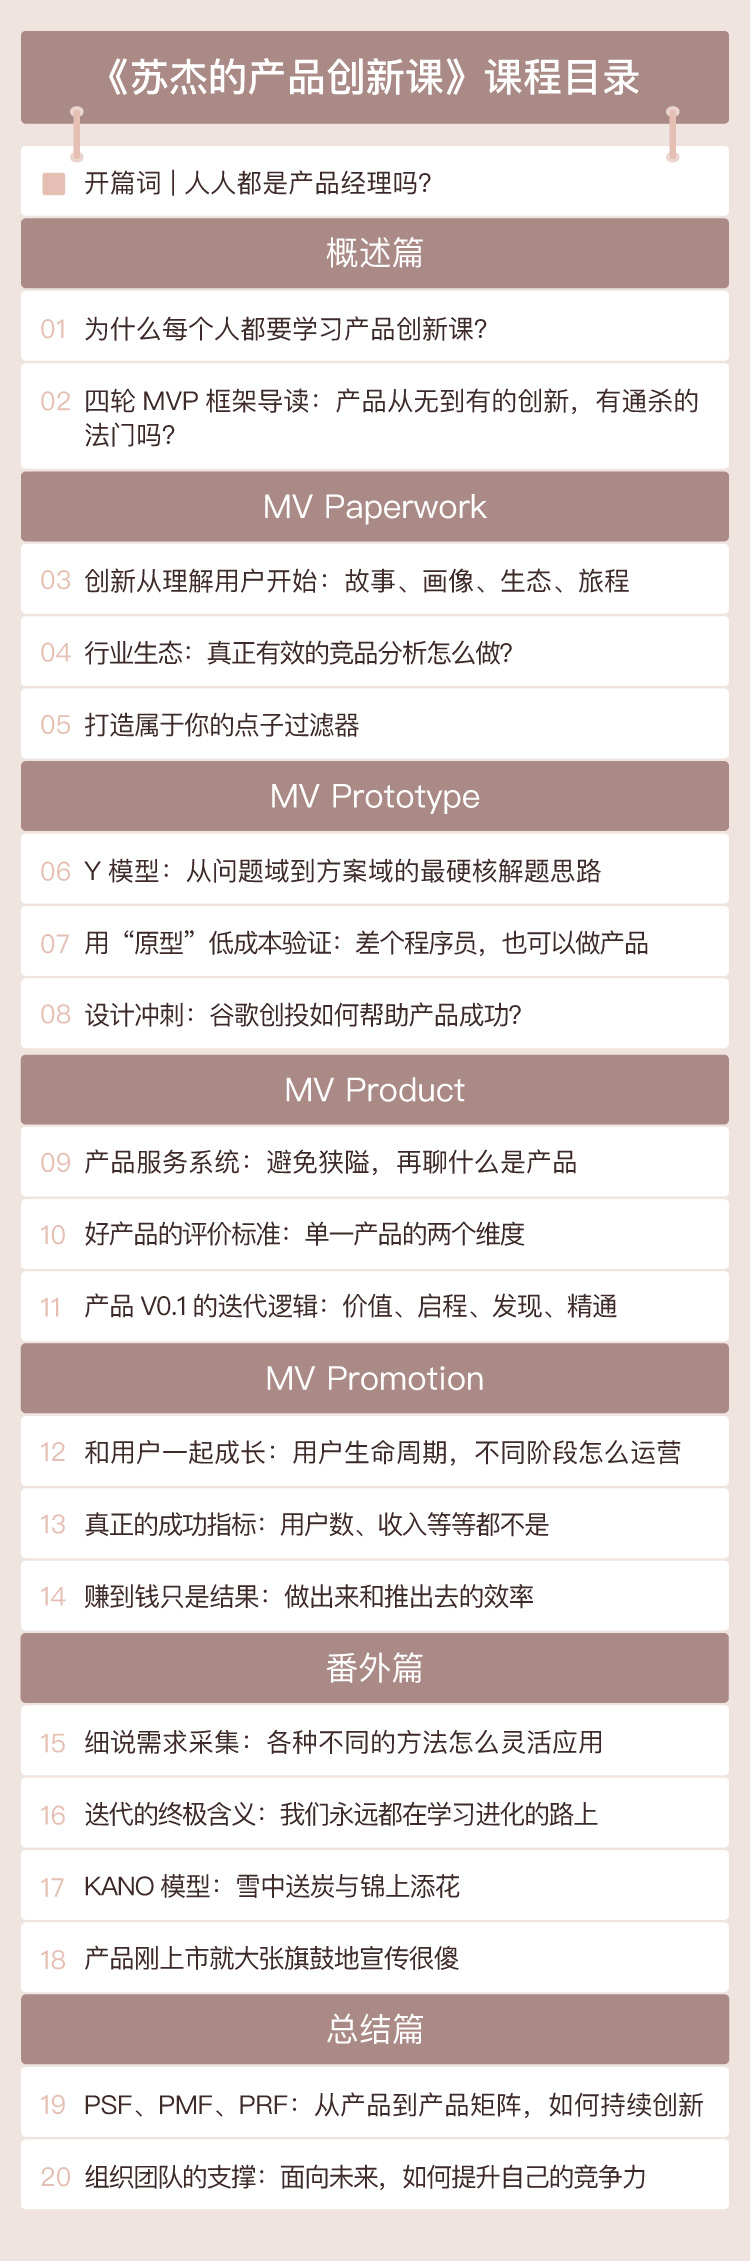 《苏杰的产品创新课》课程目录
开篇词 | 人人都是产品经理吗?
概述篇
01 为什么每个人都要学习产品创新课?
02 四轮 MVP 框架导读：产品从无到有的创新，有通杀的
法门吗?
MV Paperwork
03 创新从理解用户开始：故事、画像、生态、旅程
04 行业生态：真正有效的竞品分析怎么做?
05 打造属于你的点子过滤器
MV Prototype
06 Y 模型：从问题域到方案域的最硬核解题思路
07 用“原型”低成本验证：差个程序员，也可以做产品
08 设计冲刺：谷歌创投如何帮助产品成功?
MV Product
09 产品服务系统：避免狭隘，再聊什么是产品
10 好产品的评价标准：单一产品的两个维度
11 产品 V0.1 的迭代逻辑：价值、启程、发现、精通
MV Promotion
12 和用户一起成长：用户生命周期，不同阶段怎么运营
13 真正的成功指标：用户数、收入等等都不是
14 赚到钱只是结果：做出来和推出去的效率
番外篇
15 细说需求采集：各种不同的方法怎么灵活应用
16 迭代的终极含义：我们永远都在学习进化的路上
17 KANO 模型：雪中送炭与锦上添花
18 产品刚上市就大张旗鼓地宣传很傻
总结篇
19 PSF、PMF、PRF：从产品到产品矩阵，如何持续创新
20 组织团队的支撑：面向未来，如何提升自己的竞争力